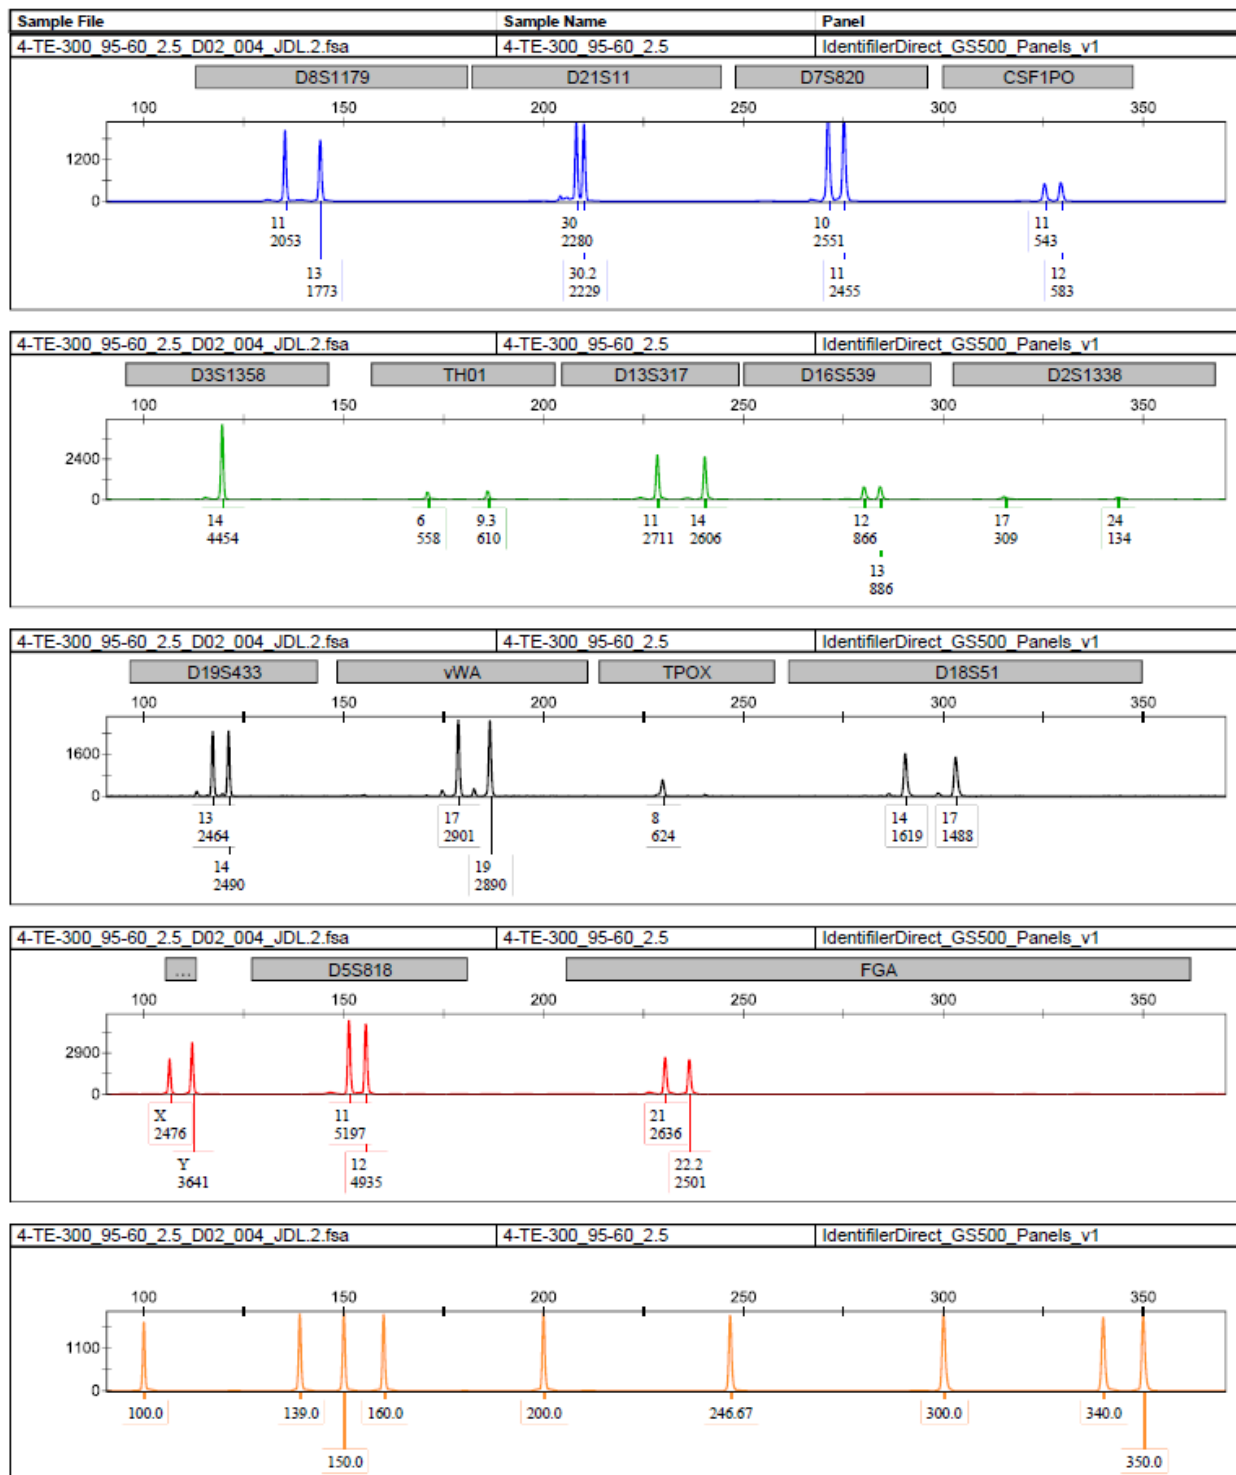 Sample File Sample Name Panel
4-TE-300_95-60_2.5_D02_004_JDL.2.fsa 4-TE-300_95-60_2.5 IdentifilerDirect_GS500_Panels_v1
D8S1179 D21S11 D7S820 CSF1PO
100 150 200 250 300 350
1200
0
11 30 10 11
2053 2280 2551 543
13 30.2 11 12
1773 2229 2455 583
4-TE-300_95-60_2.5_D02_004_JDL.2.fsa 4-TE-300_95-60_2.5 IdentifilerDirect_GS500_Panels_v1
D3S1358 TH01 D13S317 D16S539 D2S1338
100 150 200 250 300 350
2400
0
14 6 9.3 11 14 12 17 24
4454 558 610 2711 2606 866 309 134
13
886
4-TE-300_95-60_2.5_D02_004_JDL.2.fsa 4-TE-300_95-60_2.5 IdentifilerDirect_GS500_Panels_v1
D19S433 vWA TPOX D18S51
100 150 200 250 300 350
1600
0
13 17 8 14 17
2464 2901 624 1619 1488
14 19
2490 2890
4-TE-300_95-60_2.5_D02_004_JDL.2.fsa 4-TE-300_95-60_2.5 IdentifilerDirect_GS500_Panels_v1
... D5S818 FGA
100 150 200 250 300 350
2900
0
X 11 21
2476 5197 2636
Y 12 22.2
3641 4935 2501
4-TE-300_95-60_2.5_D02_004_JDL.2.fsa 4-TE-300_95-60_2.5 IdentifilerDirect_GS500_Panels_v1
100 150 200 250 300 350
1100
0
100.0 139.0 160.0 200.0 246.67 300.0 340.0
150.0 350.0